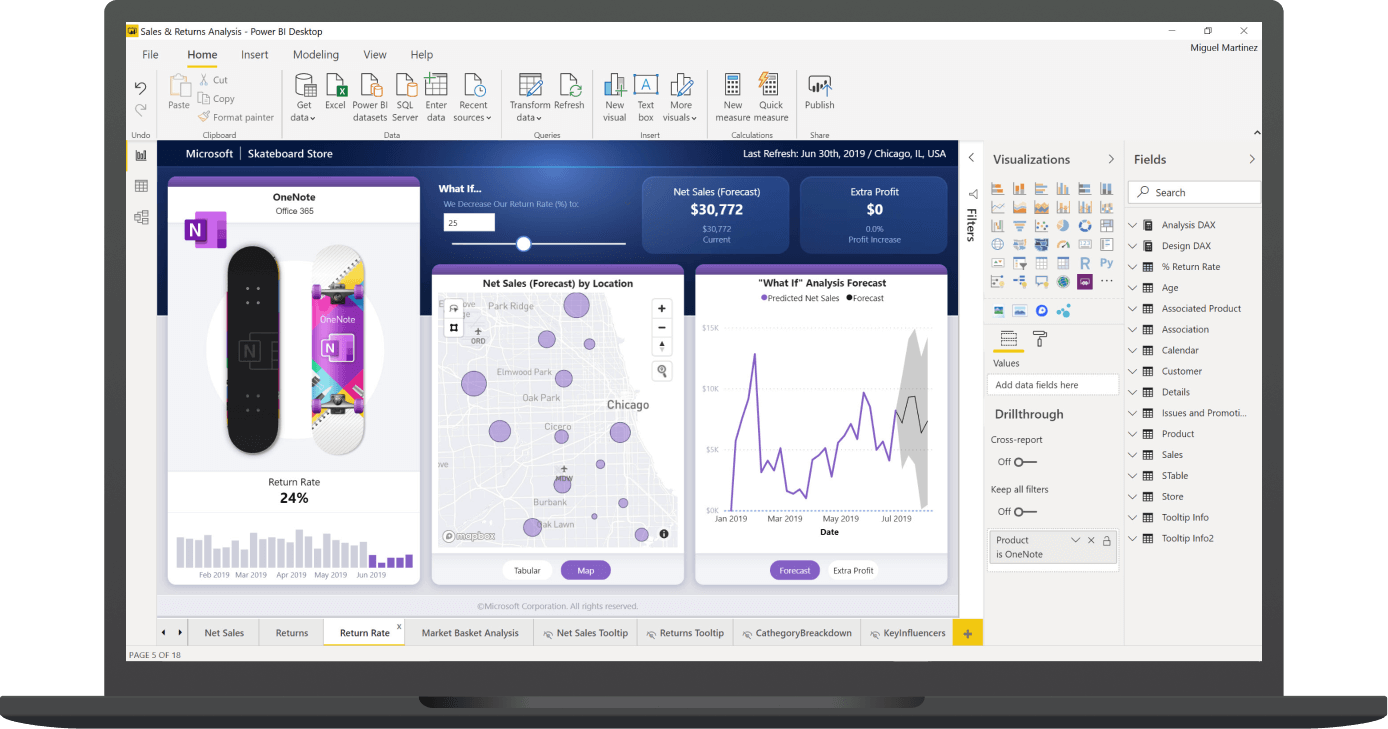 Sales & Returns Analysis - Power BI Desktop
Miguel Martinez
File Home Insert Modeling View Help
Undo
Paste
Cut
Copy
Format painter
Clipboard
Get data
Excel
Power BI datasets
SQL Server
Enter data
Recent sources
Data
Transform data
Refresh
Queries
New visual
Text box
More visuals
Insert
New measure
Quick measure
Calculations
Publish
Share
Microsoft | Skateboard Store
Last Refresh: Jun 30th, 2019 / Chicago, IL, USA
OneNote
Office 365
N
N
OneNote
N
Return Rate
24%
Feb 2019 Mar 2019 Apr 2019 May 2019 Jun 2019
What If...
We Decrease Our Return Rate (%) to:
25
Net Sales (Forecast)
$30,772
$30,772
Current
Extra Profit
$0
0.0%
Profit Increase
Net Sales (Forecast) by Location
Park Ridge
ORD
Elmwood Park
Oak Park
Chicago
Cicero
MDW
Burbank
Oak Lawn
mapbox
Tabular Map
"What If" Analysis Forecast
Predicted Net Sales Forecast
$15K
$10K
$5K
$0K
Jan 2019 Mar 2019 May 2019 Jul 2019
Date
Forecast Extra Profit
©Microsoft Corporation. All rights reserved.
Filters
Visualizations
R Py
Values
Add data fields here
Drillthrough
Cross-report
Off
Keep all filters
Off
Product
is OneNote
Fields
Search
Analysis DAX
Design DAX
% Return Rate
Age
Associated Product
Association
Calendar
Customer
Details
Issues and Promoti...
Product
Sales
STable
Store
Tooltip Info
Tooltip Info2
Net Sales Returns Return Rate x Market Basket Analysis Net Sales Tooltip Returns Tooltip CathegoryBreackdown KeyInfluencers +
PAGE 5 OF 18